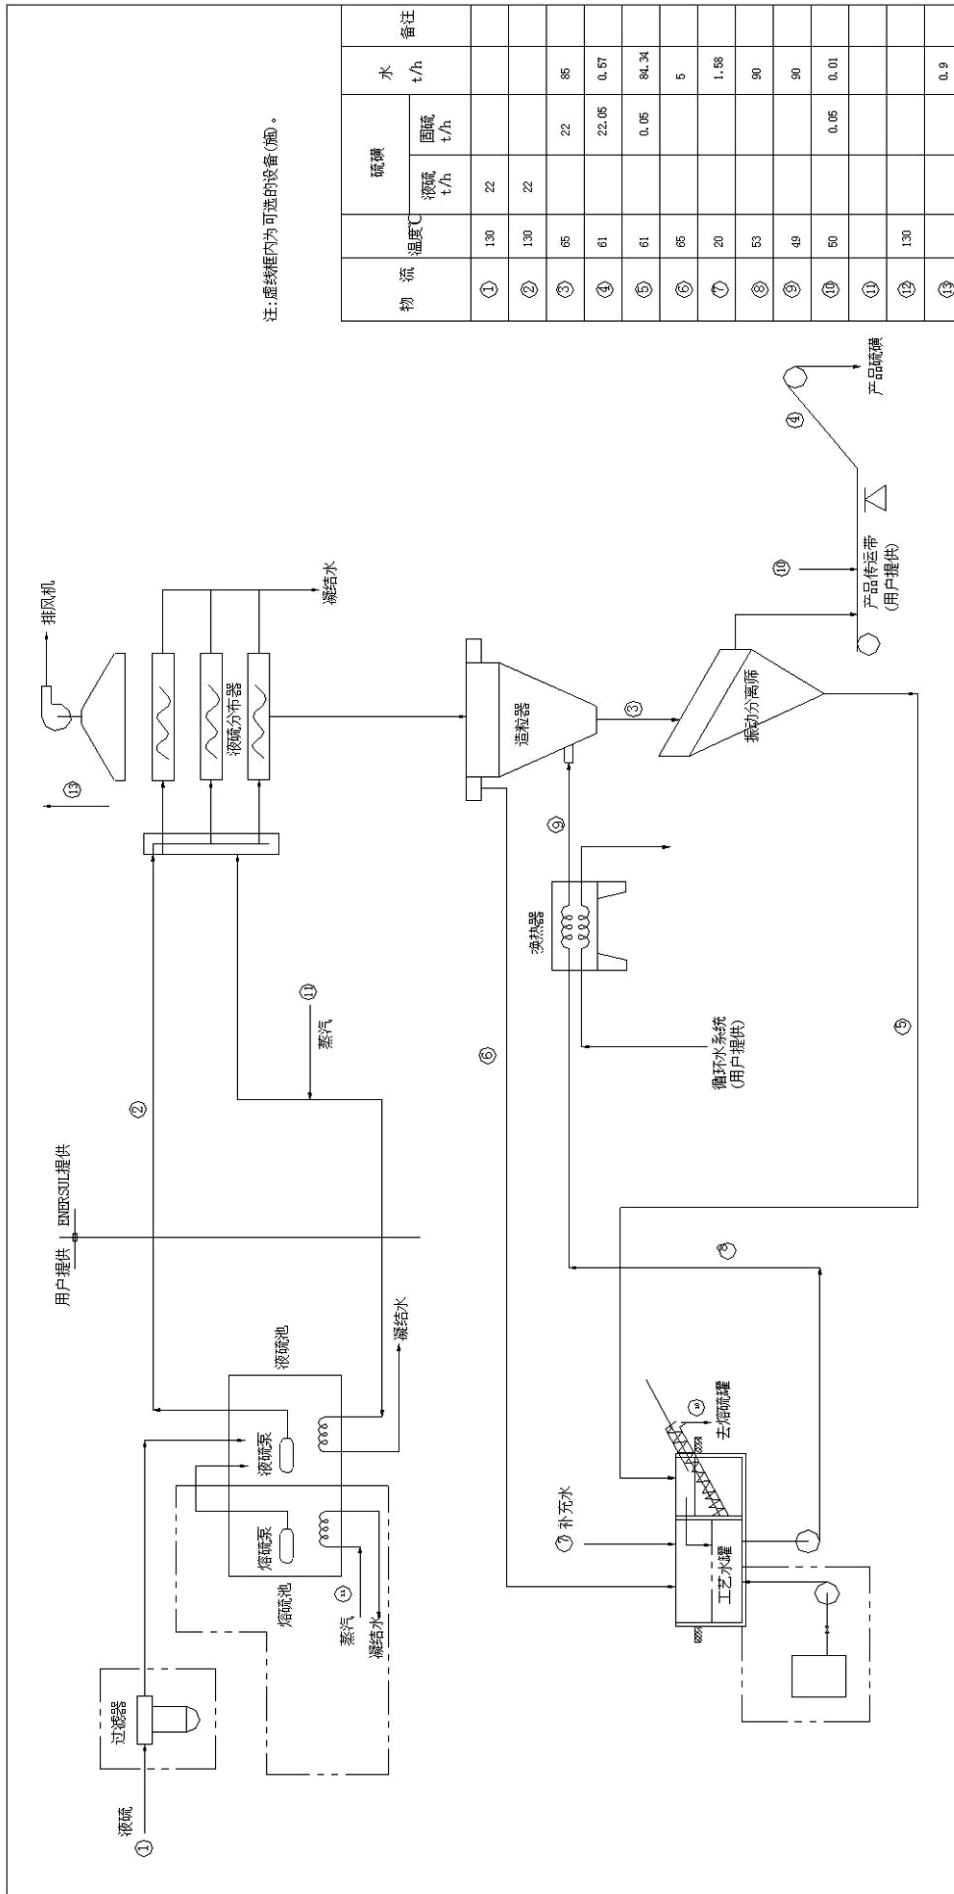 注:虚线框内为可选的设备(施)。
用户提供 ENERSUL提供
排风机
⑬
液硫分布器
凝结水
②
⑪
蒸汽
过滤器
液硫
①
熔硫泵
液硫泵
熔硫池
液硫池
⑪
蒸汽
凝结水
凝结水
造粒器
③
振动分离筛
⑨
换热器
⑥
循环水系统
(用户提供)
⑧
⑤
⑩
产品传运带
(用户提供)
④
产品硫磺
⑦ 补充水
工艺水罐
⑩
去熔硫罐
物 流 温度℃ 硫磺 水 t/h 备注
液硫 t/h 固硫 t/h
① 130 22
② 130 22
③ 65 22 85
④ 61 22.05 0.57
⑤ 61 0.05 84.34
⑥ 65 5
⑦ 20 1.58
⑧ 53 90
⑨ 49 90
⑩ 50 0.05 0.01
⑪
⑫ 130
⑬ 0.9